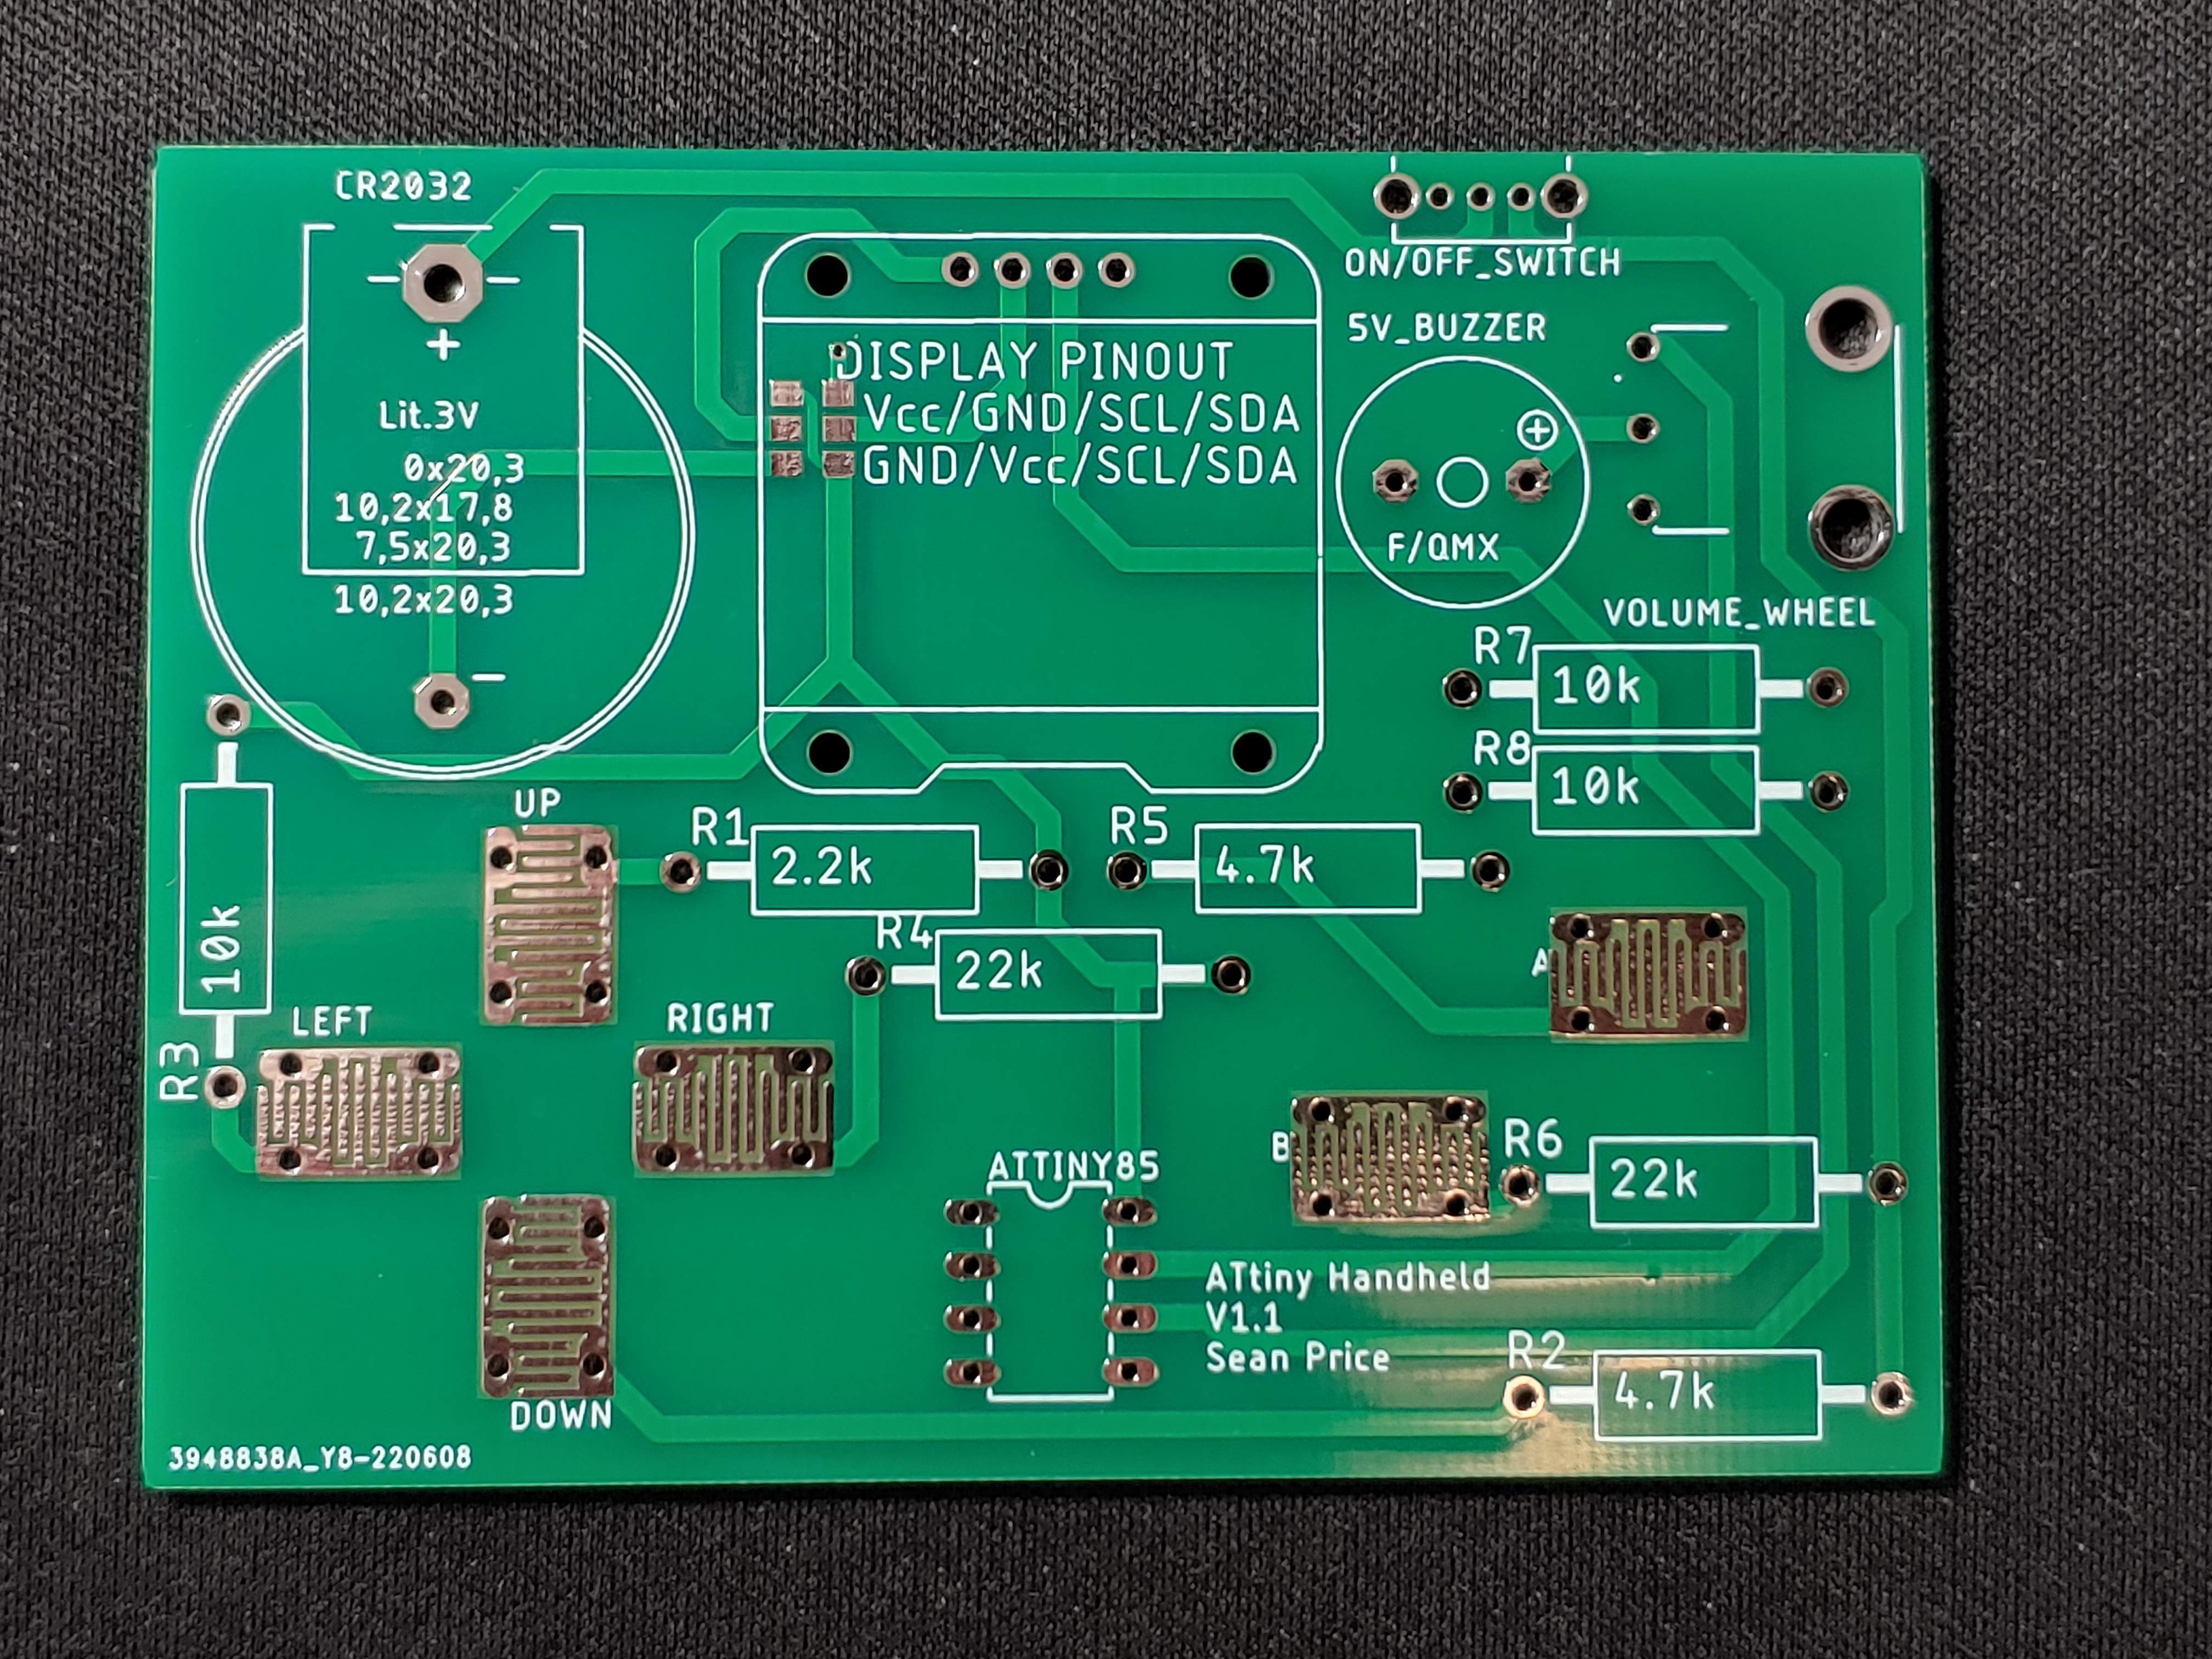 CR2032
+
Lit.3V
0x20,3
10,2x17,8
7,5x20,3
10,2x20,3
-
DISPLAY PINOUT
Vcc/GND/SCL/SDA
GND/Vcc/SCL/SDA
ON/OFF_SWITCH
5V_BUZZER
+
F/QMX
VOLUME_WHEEL
R7
10k
R8
10k
UP
R1
2.2k
R5
4.7k
R4
22k
10k
R3
LEFT
RIGHT
A
B
R6
22k
ATTINY85
ATtiny Handheld
V1.1
Sean Price
R2
4.7k
DOWN
3948838A_Y8-220608